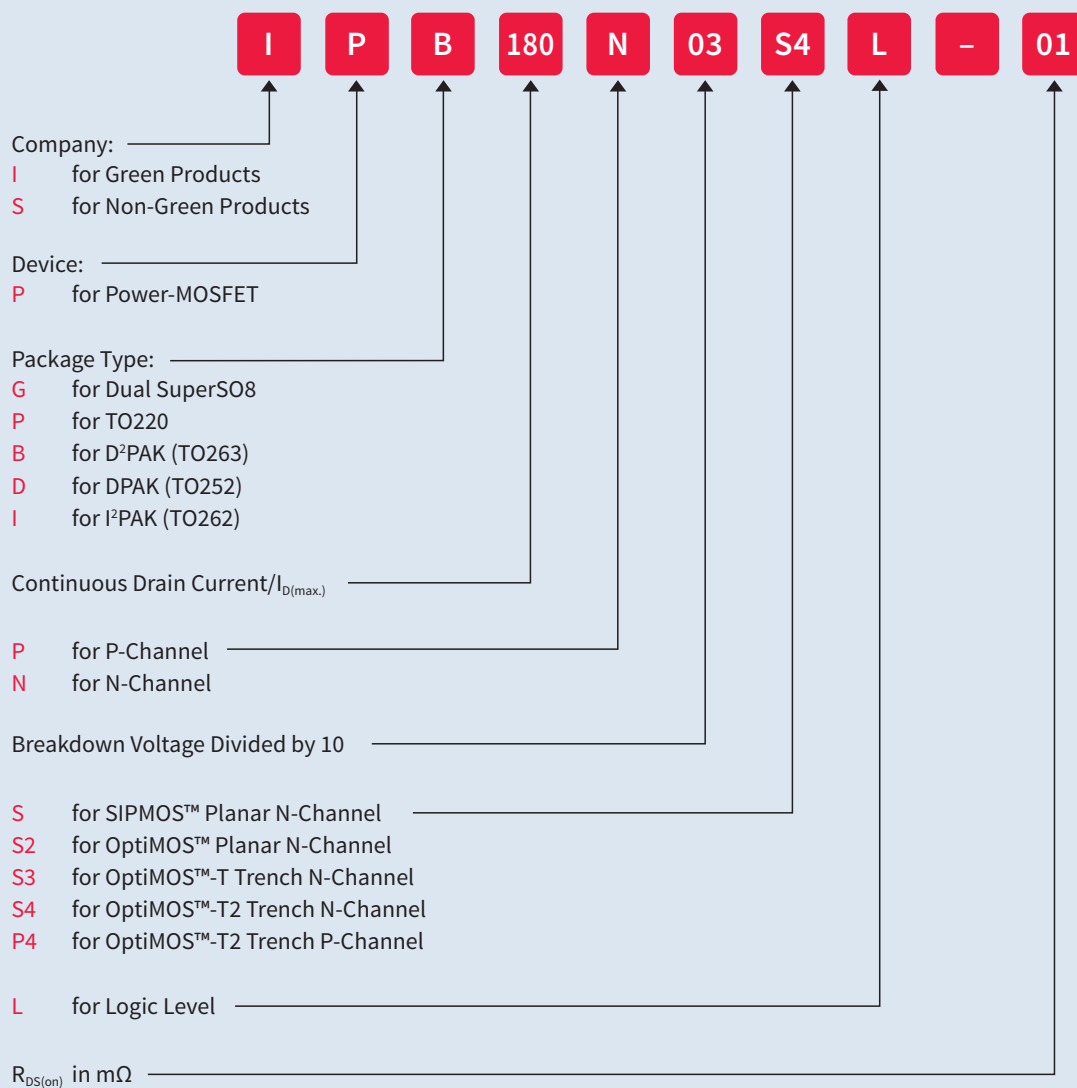 I P B 180 N 03 S4 L – 01
Company:
I for Green Products
S for Non-Green Products
Device:
P for Power-MOSFET
Package Type:
G for Dual SuperSO8
P for TO220
B for D²PAK (TO263)
D for DPAK (TO252)
I for I²PAK (TO262)
Continuous Drain Current/I_D(max.)
P for P-Channel
N for N-Channel
Breakdown Voltage Divided by 10
S for SIPMOS™ Planar N-Channel
S2 for OptiMOS™ Planar N-Channel
S3 for OptiMOS™-T Trench N-Channel
S4 for OptiMOS™-T2 Trench N-Channel
P4 for OptiMOS™-T2 Trench P-Channel
L for Logic Level
R_DS(on) in mΩ